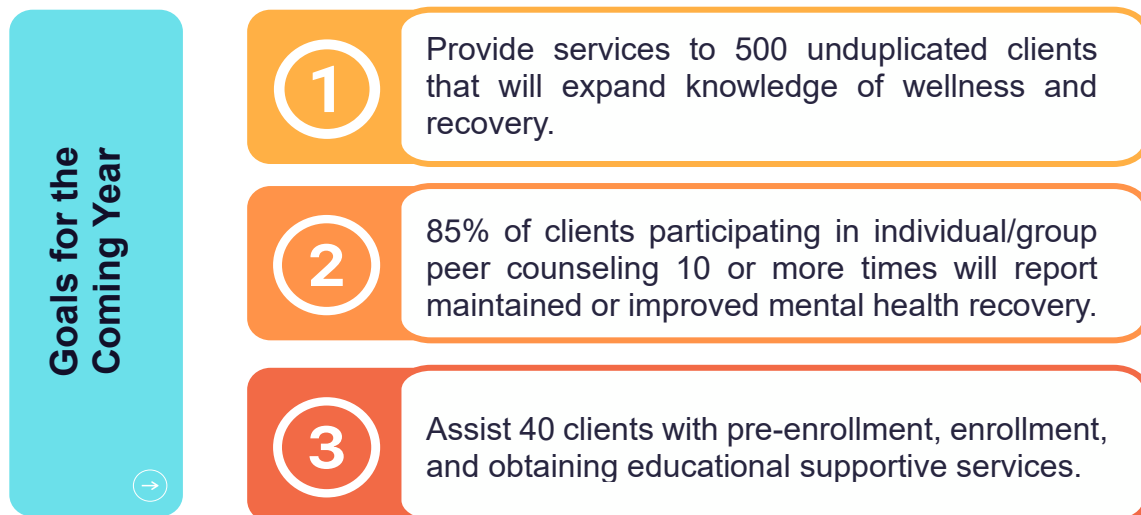 Goals for the
Coming Year
1
Provide services to 500 unduplicated clients
that will expand knowledge of wellness and
recovery.
2
85% of clients participating in individual/group
peer counseling 10 or more times will report
maintained or improved mental health recovery.
3
Assist 40 clients with pre-enrollment, enrollment,
and obtaining educational supportive services.